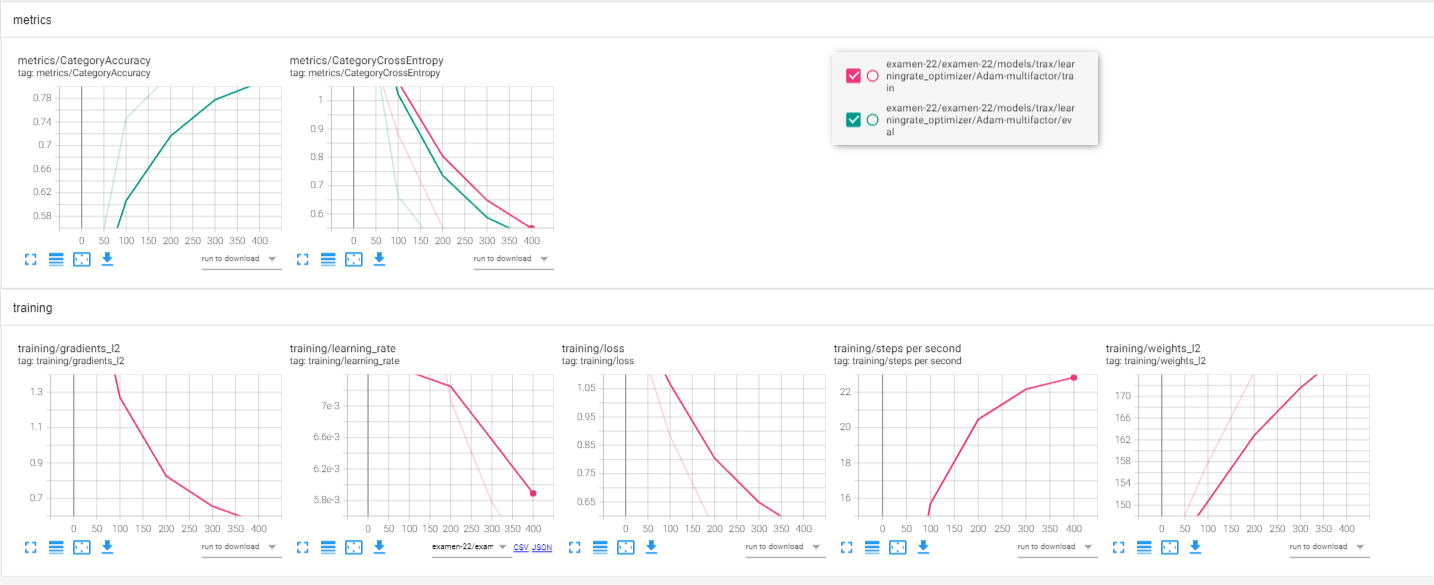 metrics
metrics/CategoryAccuracy
tag: metrics/CategoryAccuracy
0.78
0.74
0.7
0.66
0.62
0.58
0 50 100 150 200 250 300 350 400
run to download
metrics/CategoryCrossEntropy
tag: metrics/CategoryCrossEntropy
1
0.9
0.8
0.7
0.6
0 50 100 150 200 250 300 350 400
run to download
examen-22/examen-22/models/trax/lear
ningrate_optimizer/Adam-multifactor/tra
in
examen-22/examen-22/models/trax/lear
ningrate_optimizer/Adam-multifactor/ev
al
training
training/gradients_l2
tag: training/gradients_l2
1.3
1.1
0.9
0.7
0 50 100 150 200 250 300 350 400
run to download
training/learning_rate
tag: training/learning_rate
7e-3
6.6e-3
6.2e-3
5.8e-3
0 50 100 150 200 250 300 350 400
examen-22/exam CSV JSON
training/loss
tag: training/loss
1.05
0.95
0.85
0.75
0.65
0 50 100 150 200 250 300 350 400
run to download
training/steps per second
tag: training/steps per second
22
20
18
16
0 50 100 150 200 250 300 350 400
run to download
training/weights_l2
tag: training/weights_l2
170
166
162
158
154
150
0 50 100 150 200 250 300 350 400
run to download